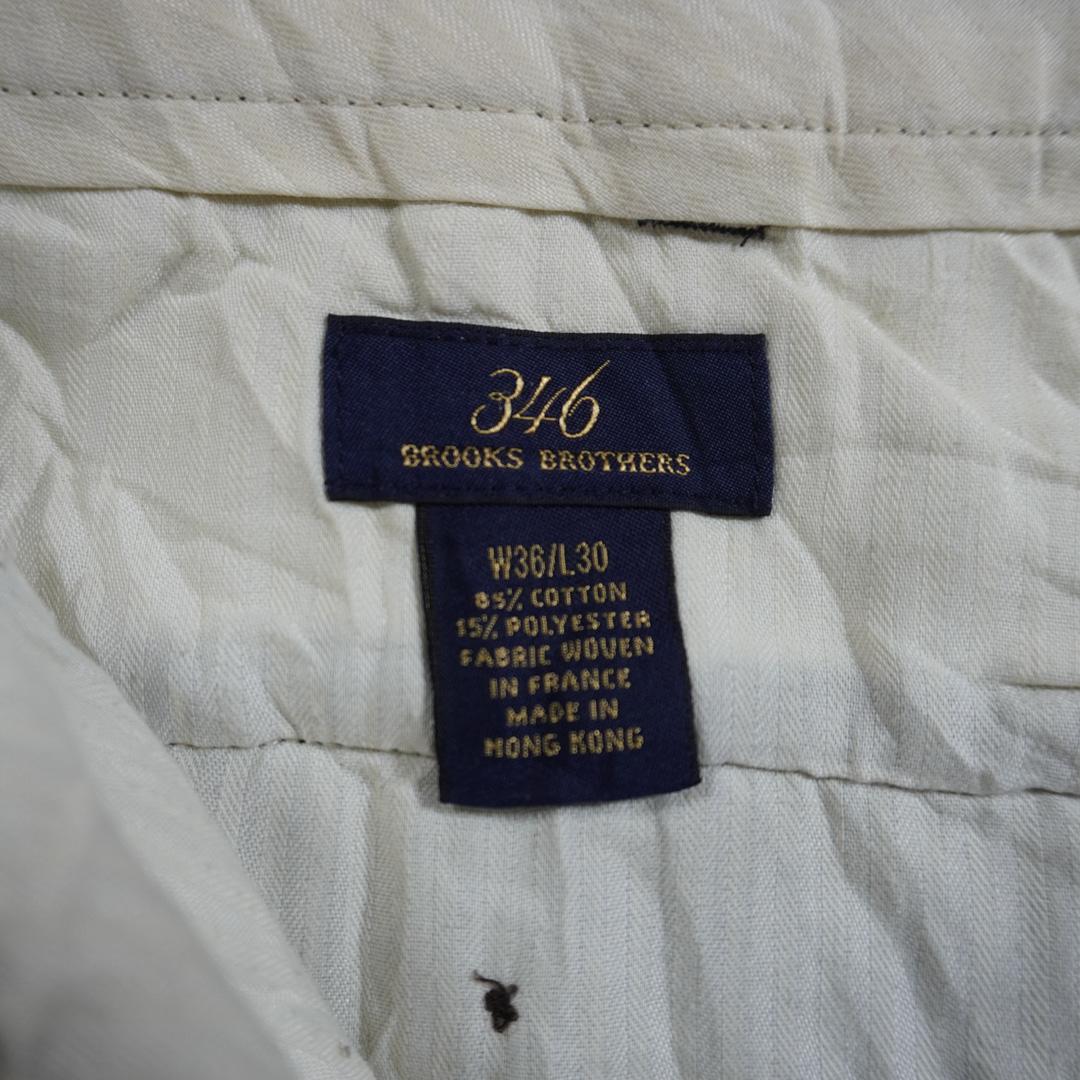 346
BROOKS BROTHERS
W36/L30
85% COTTON
15% POLYESTER
FABRIC WOVEN
IN FRANCE
MADE IN
HONG KONG